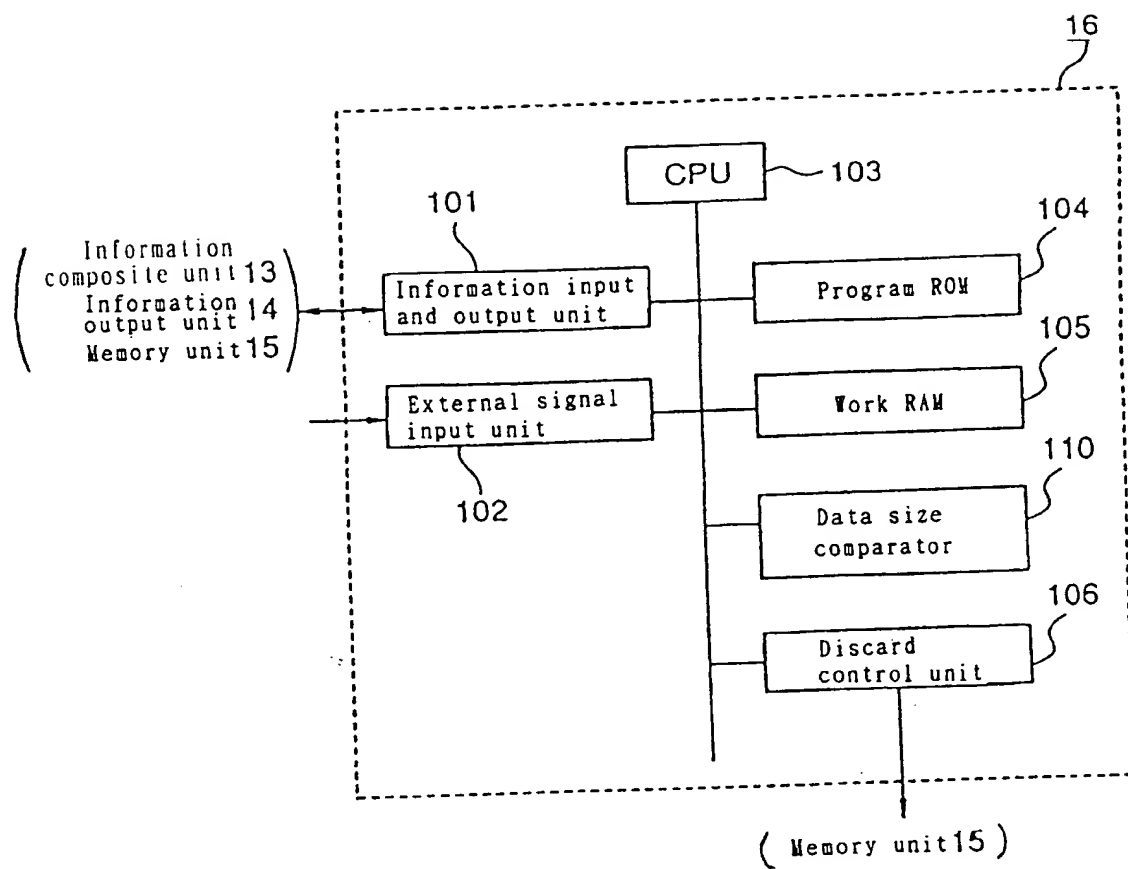 16
CPU
103
101
104
Information
composite unit 13
Information
output unit 14
Memory unit 15
Information input
and output unit
Program ROM
105
External signal
input unit
Work RAM
102
110
Data size
comparator
106
Discard
control unit
( Memory unit 15 )